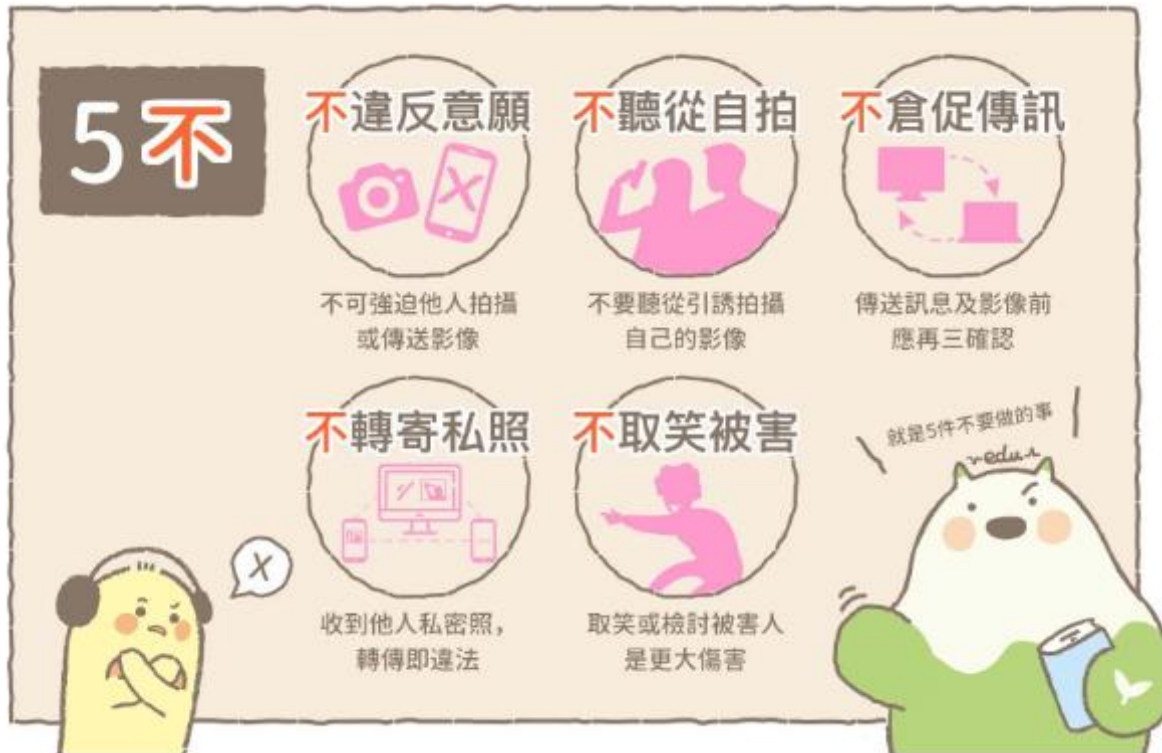 5不
不違反意願
不可強迫他人拍攝
或傳送影像
不聽從自拍
不要聽從引誘拍攝
自己的影像
不倉促傳訊
傳送訊息及影像前
應再三確認
不轉寄私照
收到他人私密照，
轉傳即違法
不取笑被害
取笑或檢討被害人
是更大傷害
就是5件不要做的事
edu
X